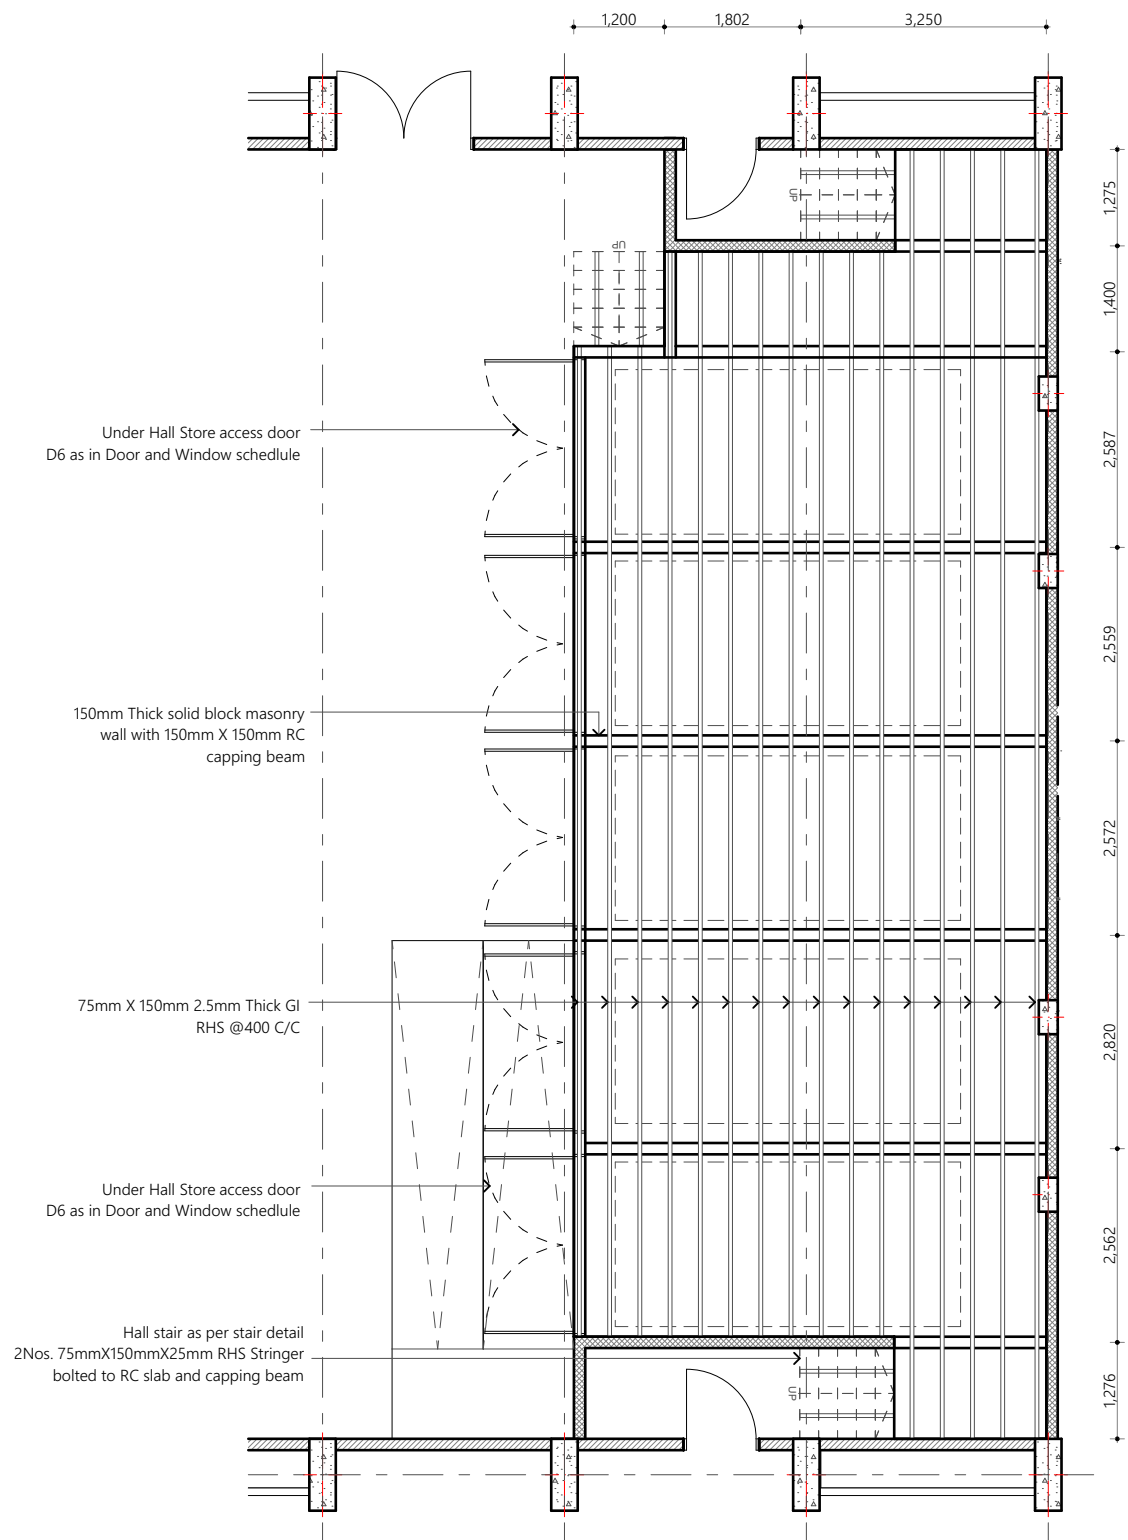 1,200
1,802
3,250
UP
1,275
UP
1,400
Under Hall Store access door
D6 as in Door and Window schedlule
2,587
2,559
150mm Thick solid block masonry
wall with 150mm X 150mm RC
capping beam
2,572
75mm X 150mm 2.5mm Thick GI
RHS @400 C/C
2,820
Under Hall Store access door
D6 as in Door and Window schedlule
2,562
Hall stair as per stair detail
2Nos. 75mmX150mmX25mm RHS Stringer
bolted to RC slab and capping beam
UP
1,276